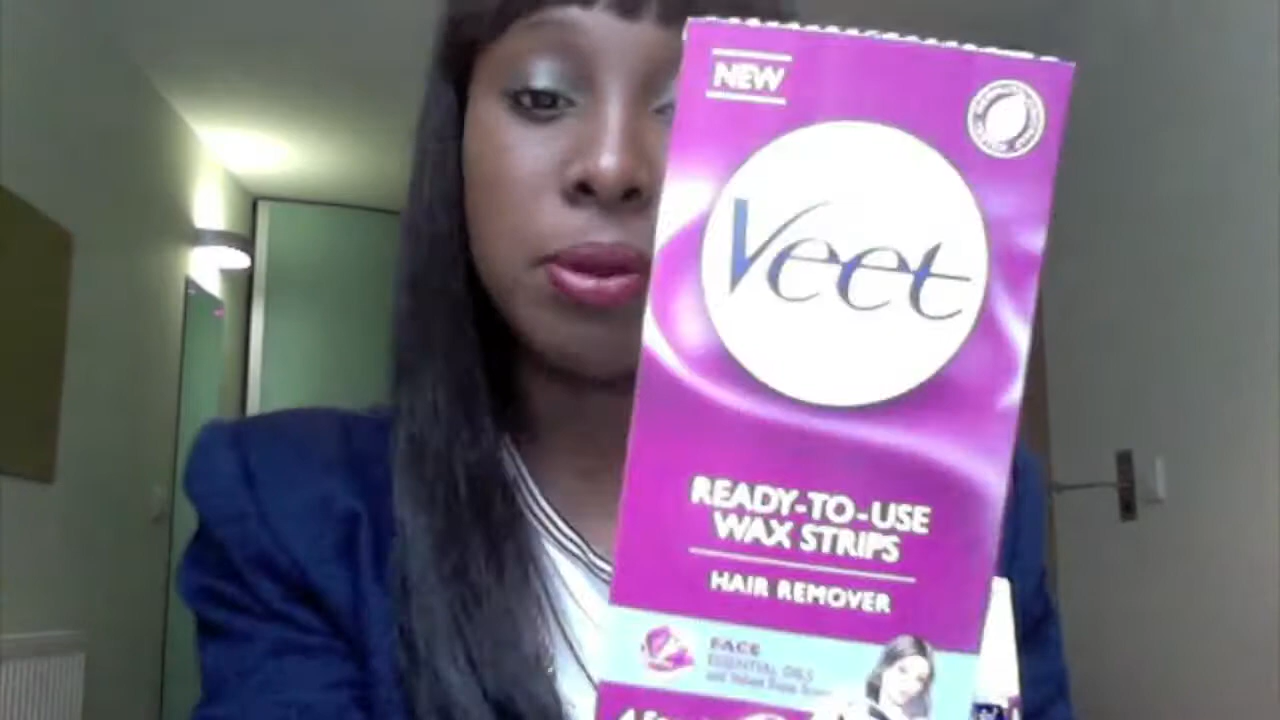 NEW
Veet
READY-TO-USE
WAX STRIPS
HAIR REMOVER
FACE
ESSENTIAL OILS